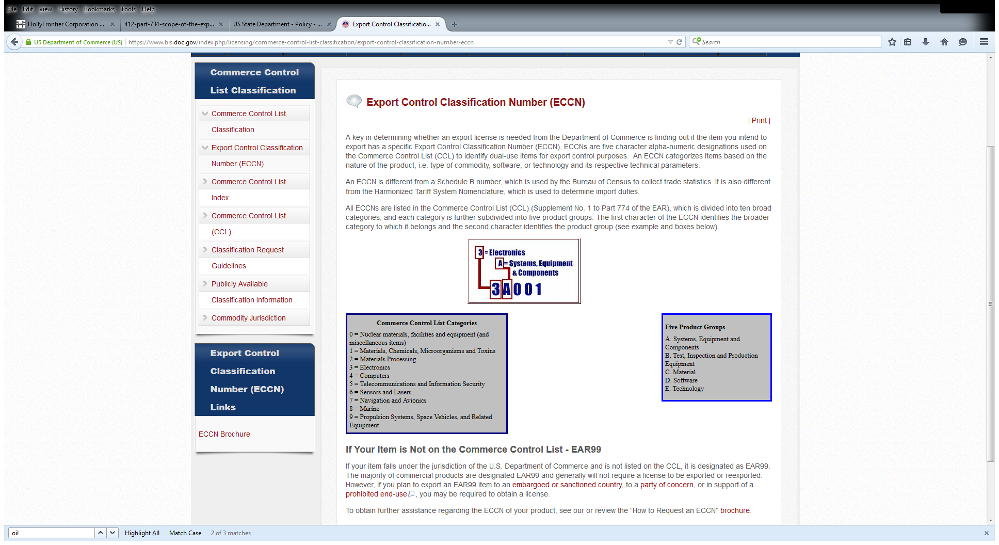 File Edit View History Bookmarks Tools Help
HollyFrontier Corporation ... × 412-part-734-scope-of-the-exp... × US State Department - Policy - ... × Export Control Classificatio... × +
US Department of Commerce (US) https://www.bis.doc.gov/index.php/licensing/commerce-control-list-classification/export-control-classification-number-eccn Search
Commerce Control
List Classification
Commerce Control List
Classification
Export Control Classification
Number (ECCN)
Commerce Control List
Index
Commerce Control List
(CCL)
Classification Request
Guidelines
Publicly Available
Classification Information
Commodity Jurisdiction
Export Control
Classification
Number (ECCN)
Links
ECCN Brochure
Export Control Classification Number (ECCN)
| Print |
A key in determining whether an export license is needed from the Department of Commerce is finding out if the item you intend to
export has a specific Export Control Classification Number (ECCN). ECCNs are five character alpha-numeric designations used on
the Commerce Control List (CCL) to identify dual-use items for export control purposes. An ECCN categorizes items based on the
nature of the product, i.e. type of commodity, software, or technology and its respective technical parameters.
An ECCN is different from a Schedule B number, which is used by the Bureau of Census to collect trade statistics. It is also different
from the Harmonized Tariff System Nomenclature, which is used to determine import duties.
All ECCNs are listed in the Commerce Control List (CCL) (Supplement No. 1 to Part 774 of the EAR), which is divided into ten broad
categories, and each category is further subdivided into five product groups. The first character of the ECCN identifies the broader
category to which it belongs and the second character identifies the product group (see example and boxes below).
3 = Electronics
A = Systems, Equipment
& Components
3A001
Commerce Control List Categories
0 = Nuclear materials, facilities and equipment (and
miscellaneous items)
1 = Materials, Chemicals, Microorganisms and Toxins
2 = Materials Processing
3 = Electronics
4 = Computers
5 = Telecommunications and Information Security
6 = Sensors and Lasers
7 = Navigation and Avionics
8 = Marine
9 = Propulsion Systems, Space Vehicles, and Related
Equipment
Five Product Groups
A. Systems, Equipment and
Components
B. Test, Inspection and Production
Equipment
C. Material
D. Software
E. Technology
If Your Item is Not on the Commerce Control List - EAR99
If your item falls under the jurisdiction of the U.S. Department of Commerce and is not listed on the CCL, it is designated as EAR99.
The majority of commercial products are designated EAR99 and generally will not require a license to be exported or reexported.
However, if you plan to export an EAR99 item to an embargoed or sanctioned country, to a party of concern, or in support of a
prohibited end-use, you may be required to obtain a license.
To obtain further assistance regarding the ECCN of your product, see our or review the “How to Request an ECCN” brochure.
oil Highlight All Match Case 2 of 3 matches ×